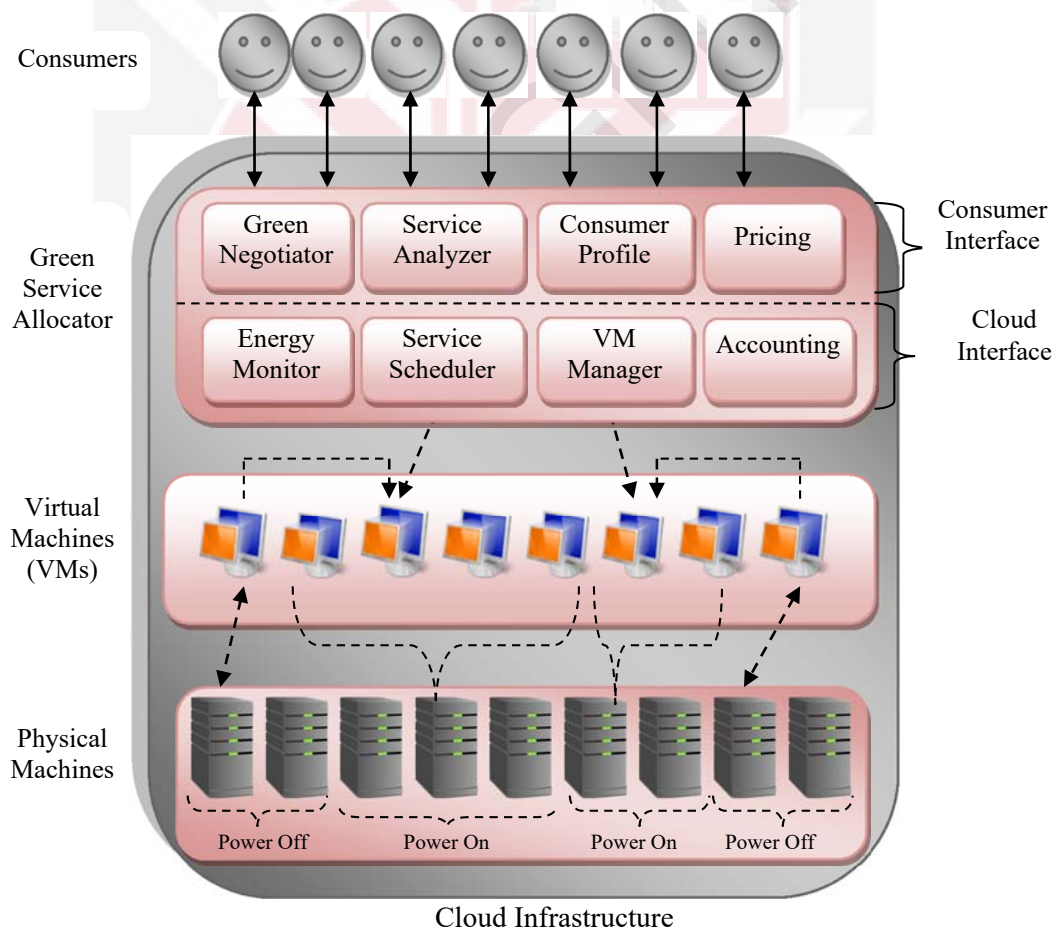 Consumers
Green
Negotiator
Service
Analyzer
Consumer
Profile
Pricing
Consumer
Interface
Green
Service
Allocator
Energy
Monitor
Service
Scheduler
VM
Manager
Accounting
Cloud
Interface
Virtual
Machines
(VMs)
Physical
Machines
Power Off
Power On
Power On
Power Off
Cloud Infrastructure